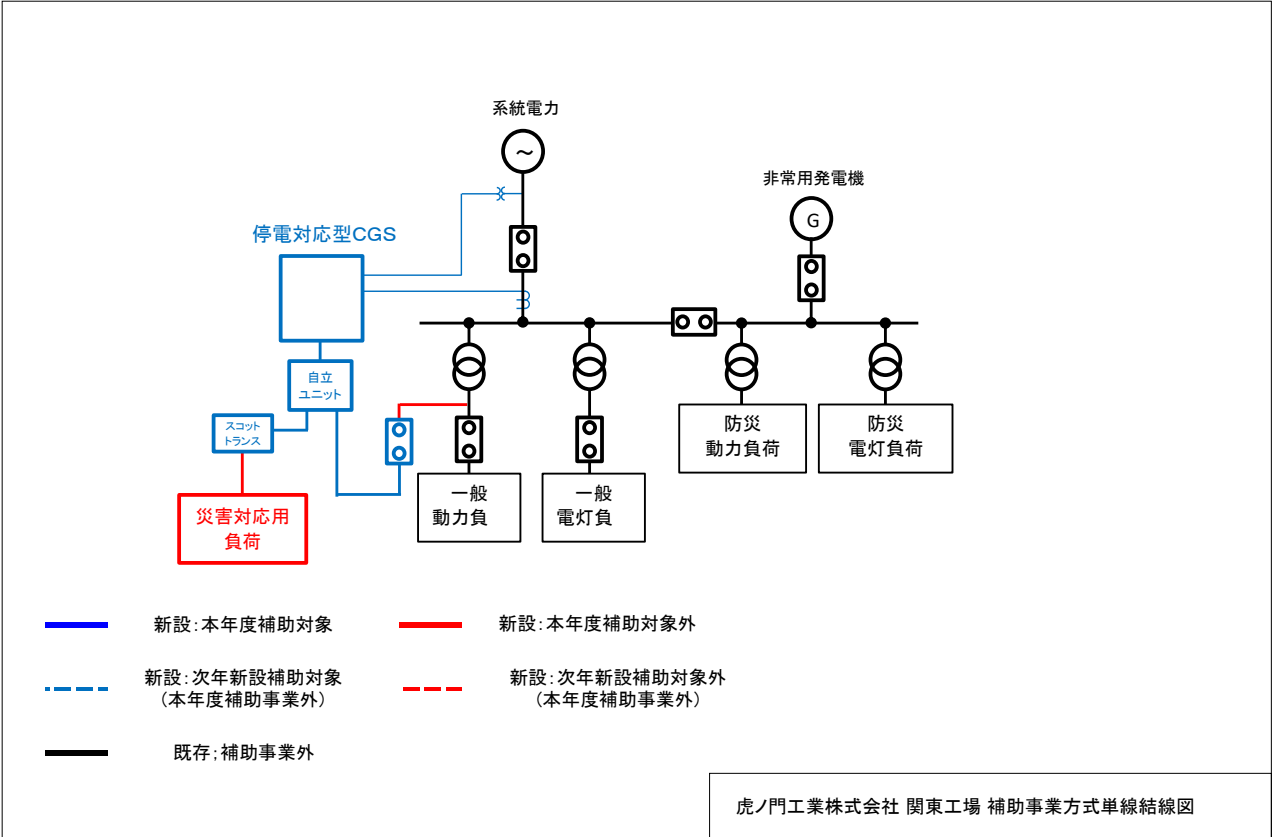 系統電力
～
非常用発電機
G
停電対応型CGS
自立
ユニット
スコット
トランス
災害対応用
負荷
一般
動力負
一般
電灯負
防災
動力負荷
防災
電灯負荷
新設：本年度補助対象
新設：本年度補助対象外
新設：次年新設補助対象
（本年度補助事業外）
新設：次年新設補助対象外
（本年度補助事業外）
既存；補助事業外
虎ノ門工業株式会社 関東工場 補助事業方式単線結線図